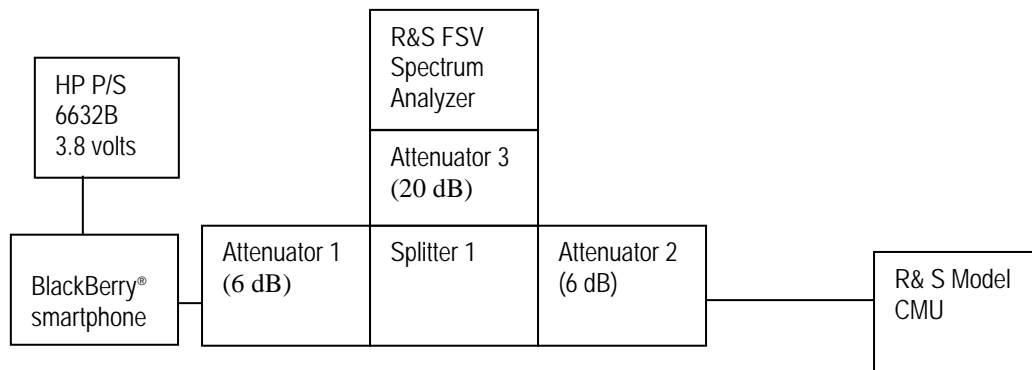 R&S FSV
Spectrum
Analyzer
HP P/S
6632B
3.8 volts
Attenuator 3
(20 dB)
BlackBerry®
smartphone
Attenuator 1
(6 dB)
Splitter 1
Attenuator 2
(6 dB)
R& S Model
CMU